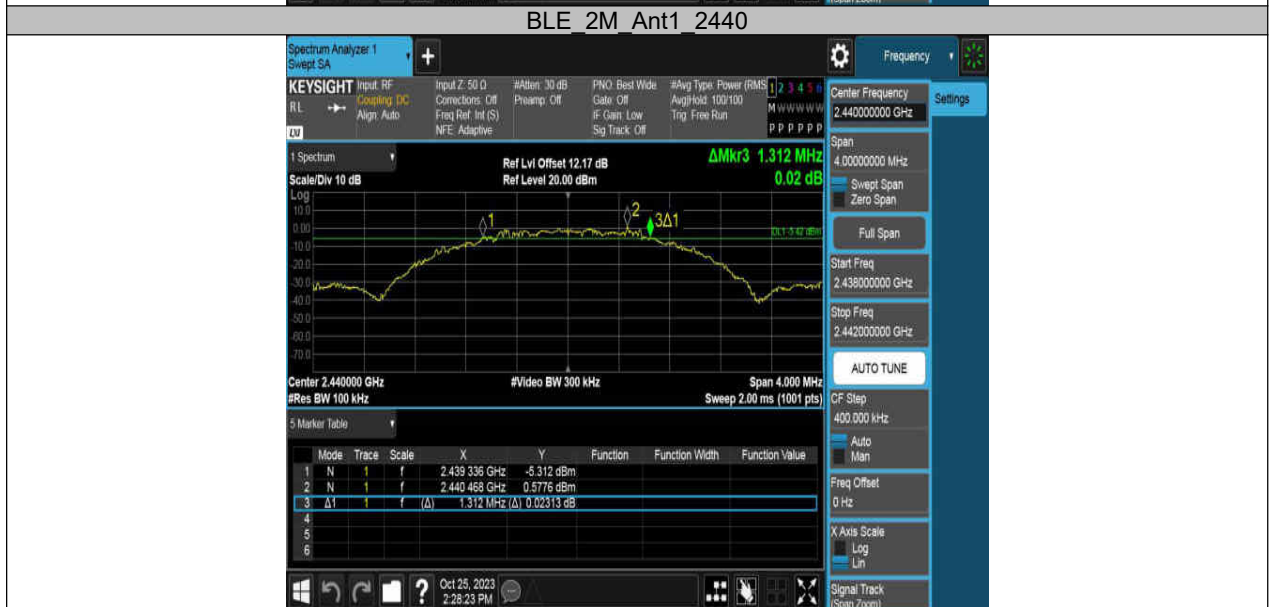 (Span Zoom)
BLE_2M_Ant1_2440
Spectrum Analyzer 1
Swept SA
+
Frequency
KEYSIGHT
RL
LXI
Input: RF
Coupling: DC
Align: Auto
Input Z: 50 Ω
Corrections: Off
Freq Ref: Int (S)
NFE: Adaptive
#Atten: 30 dB
Preamp: Off
PNO: Best Wide
Gate: Off
IF Gain: Low
Sig Track: Off
#Avg Type: Power (RMS
Avg|Hold: 100/100
Trig: Free Run
1 2 3 4 5 6
M W W W W W
P P P P P P
Center Frequency
2.440000000 GHz
Settings
Span
4.00000000 MHz
Swept Span
Zero Span
Full Span
Start Freq
2.438000000 GHz
Stop Freq
2.442000000 GHz
AUTO TUNE
CF Step
400.000 kHz
Auto
Man
Freq Offset
0 Hz
X Axis Scale
Log
Lin
Signal Track
(Span Zoom)
1 Spectrum
Scale/Div 10 dB
Ref Lvl Offset 12.17 dB
Ref Level 20.00 dBm
ΔMkr3 1.312 MHz
0.02 dB
Log
10.0
0.00
-10.0
-20.0
-30.0
-40.0
-50.0
-60.0
-70.0
1
2
3Δ1
DL1 -5.42 dBm
Center 2.440000 GHz
#Video BW 300 kHz
Span 4.000 MHz
#Res BW 100 kHz
Sweep 2.00 ms (1001 pts)
5 Marker Table
Mode Trace Scale X Y Function Function Width Function Value
1 N 1 f 2.439 336 GHz -5.312 dBm
2 N 1 f 2.440 468 GHz 0.5776 dBm
3 Δ1 1 f (Δ) 1.312 MHz (Δ) 0.02313 dB
4
5
6
?
Oct 25, 2023
2:28:23 PM